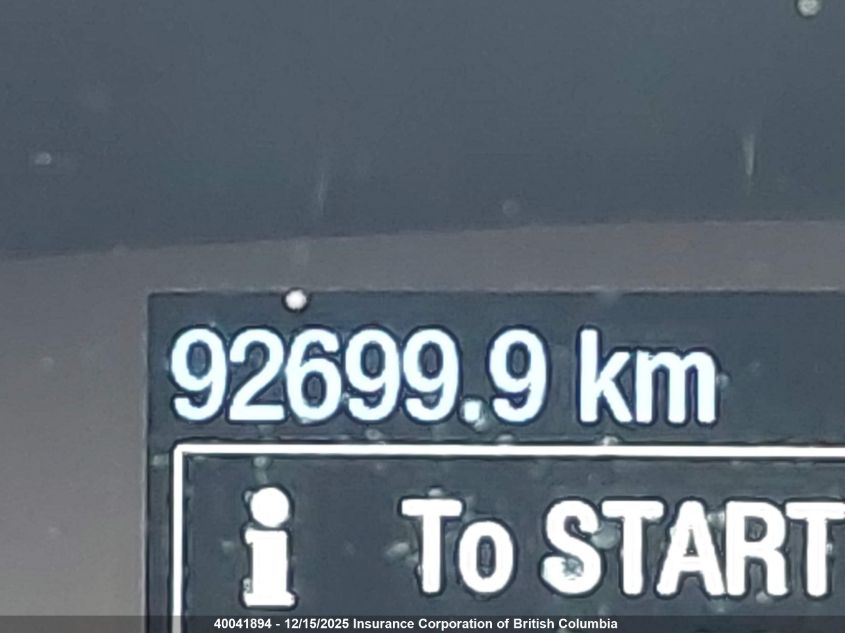 92699.9 km
i To START
40041894 - 12/15/2025 Insurance Corporation of British Columbia